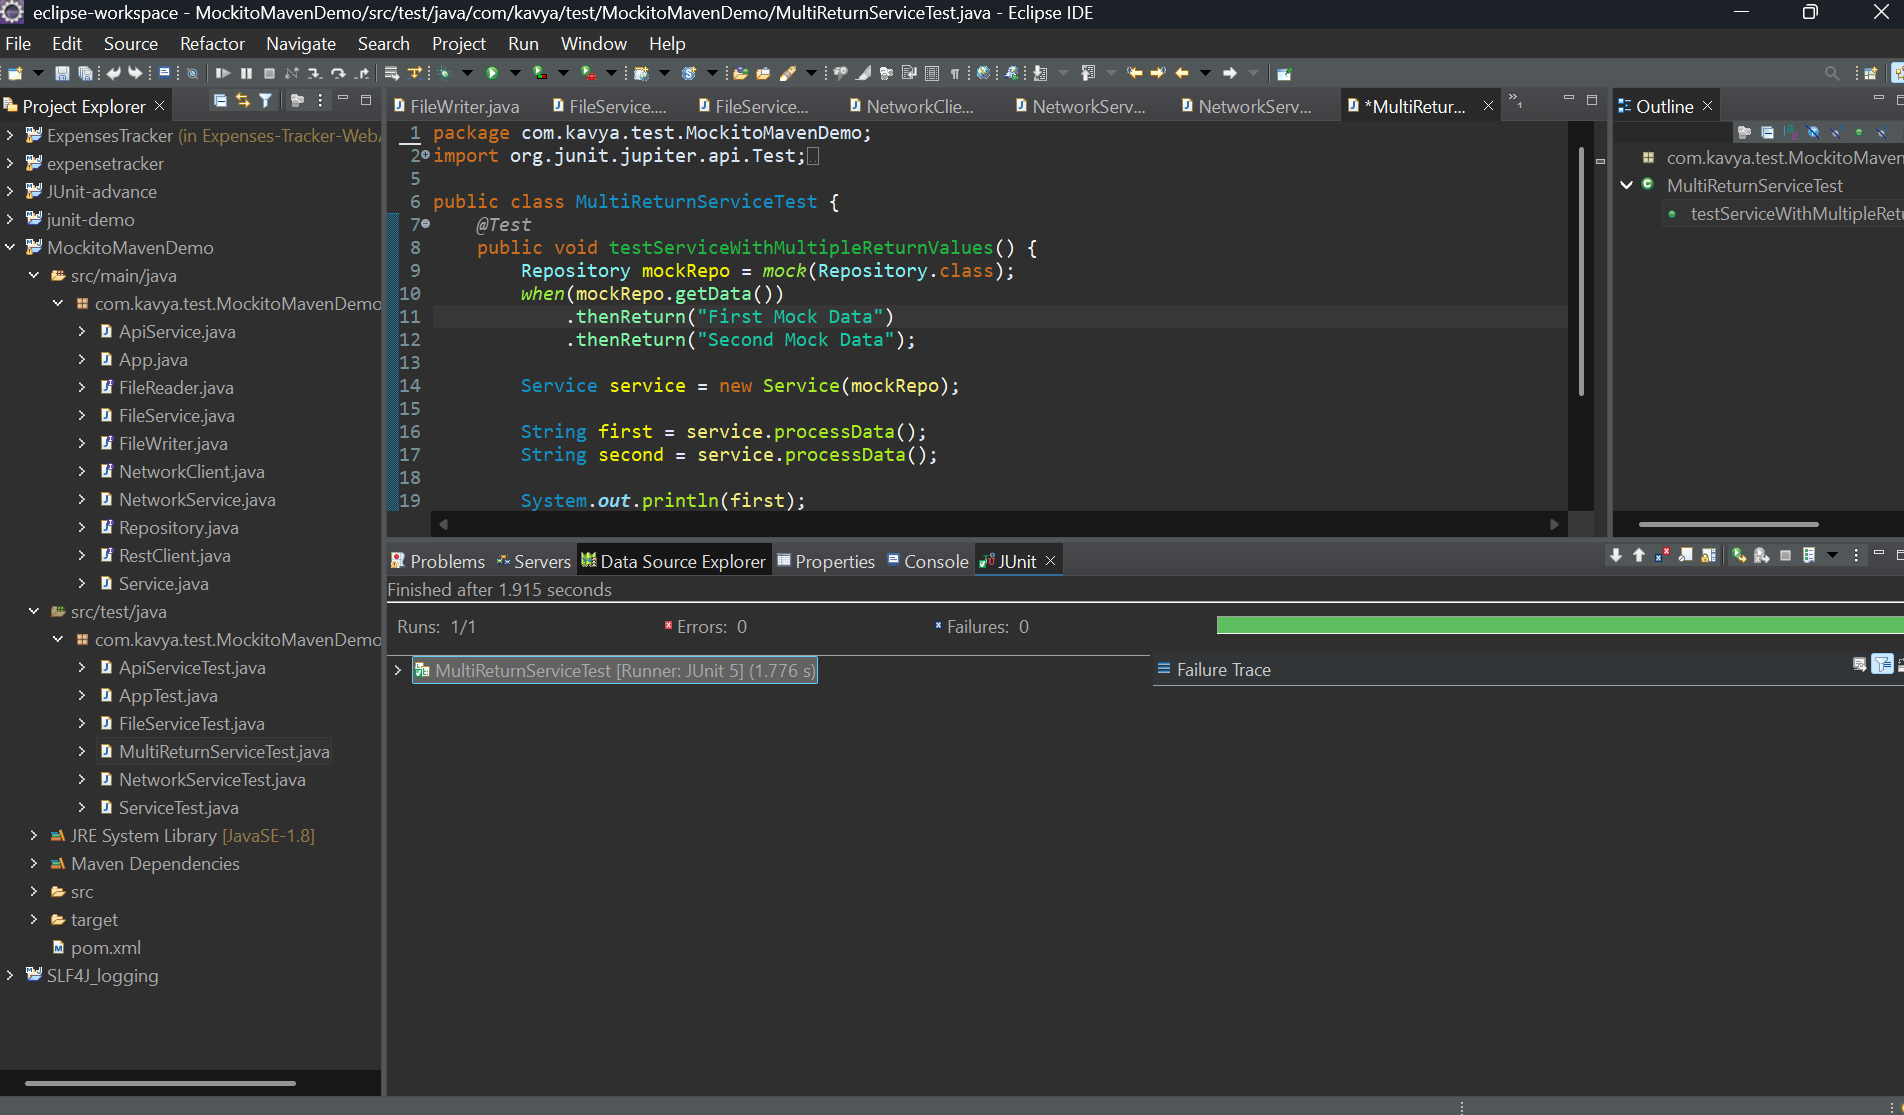 eclipse-workspace - MockitoMavenDemo/src/test/java/com/kavya/test/MockitoMavenDemo/MultiReturnServiceTest.java - Eclipse IDE
File Edit Source Refactor Navigate Search Project Run Window Help
Project Explorer
ExpensesTracker (in Expenses-Tracker-WebA
expensetracker
JUnit-advance
junit-demo
MockitoMavenDemo
src/main/java
com.kavya.test.MockitoMavenDemo
ApiService.java
App.java
FileReader.java
FileService.java
FileWriter.java
NetworkClient.java
NetworkService.java
Repository.java
RestClient.java
Service.java
src/test/java
com.kavya.test.MockitoMavenDemo
ApiServiceTest.java
AppTest.java
FileServiceTest.java
MultiReturnServiceTest.java
NetworkServiceTest.java
ServiceTest.java
JRE System Library [JavaSE-1.8]
Maven Dependencies
src
target
pom.xml
SLF4J_logging
FileWriter.java FileService.... FileService... NetworkClie... NetworkServ... NetworkServ... *MultiRetur... »1
1 package com.kavya.test.MockitoMavenDemo;
2 import org.junit.jupiter.api.Test;
5
6 public class MultiReturnServiceTest {
7 @Test
8 public void testServiceWithMultipleReturnValues() {
9 Repository mockRepo = mock(Repository.class);
10 when(mockRepo.getData())
11 .thenReturn("First Mock Data")
12 .thenReturn("Second Mock Data");
13
14 Service service = new Service(mockRepo);
15
16 String first = service.processData();
17 String second = service.processData();
18
19 System.out.println(first);
Outline
com.kavya.test.MockitoMaven
MultiReturnServiceTest
testServiceWithMultipleRet
Problems Servers Data Source Explorer Properties Console JUnit
Finished after 1.915 seconds
Runs: 1/1 Errors: 0 Failures: 0
MultiReturnServiceTest [Runner: JUnit 5] (1.776 s)
Failure Trace